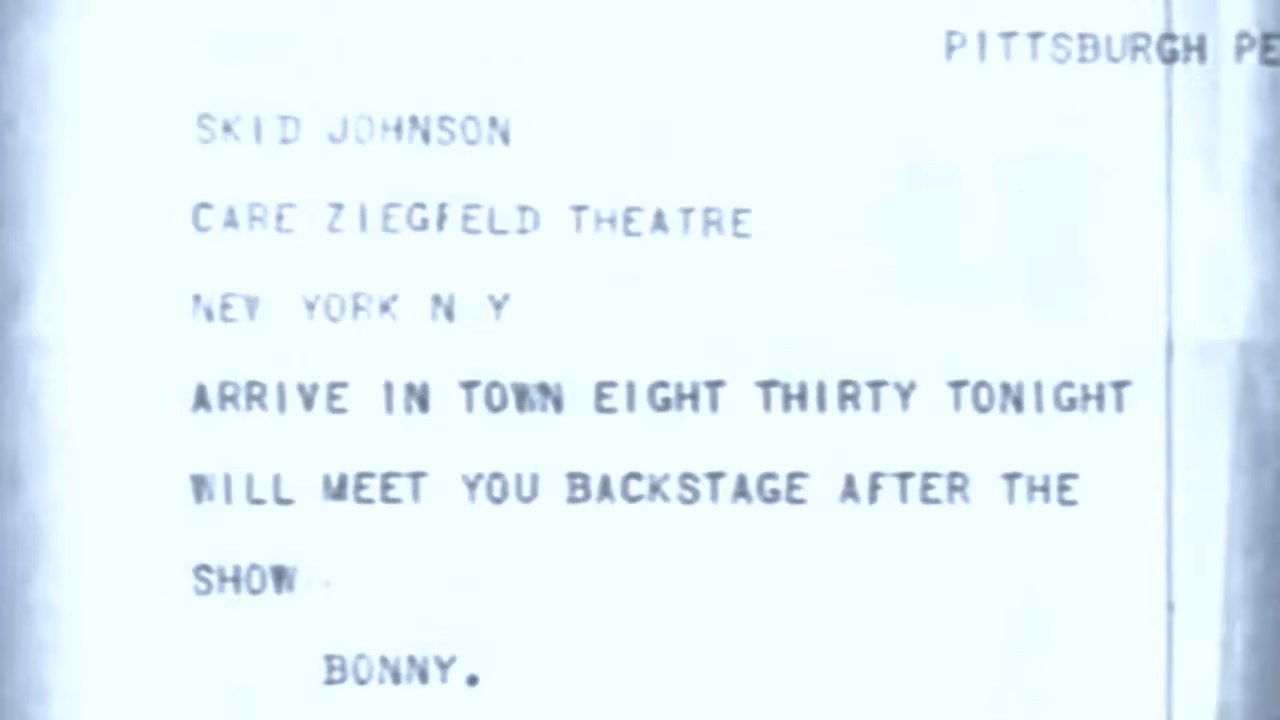 PITTSBURGH PE
SKID JOHNSON
CARE ZIEGFELD THEATRE
NEW YORK N Y
ARRIVE IN TOWN EIGHT THIRTY TONIGHT
WILL MEET YOU BACKSTAGE AFTER THE
SHOW
BONNY.